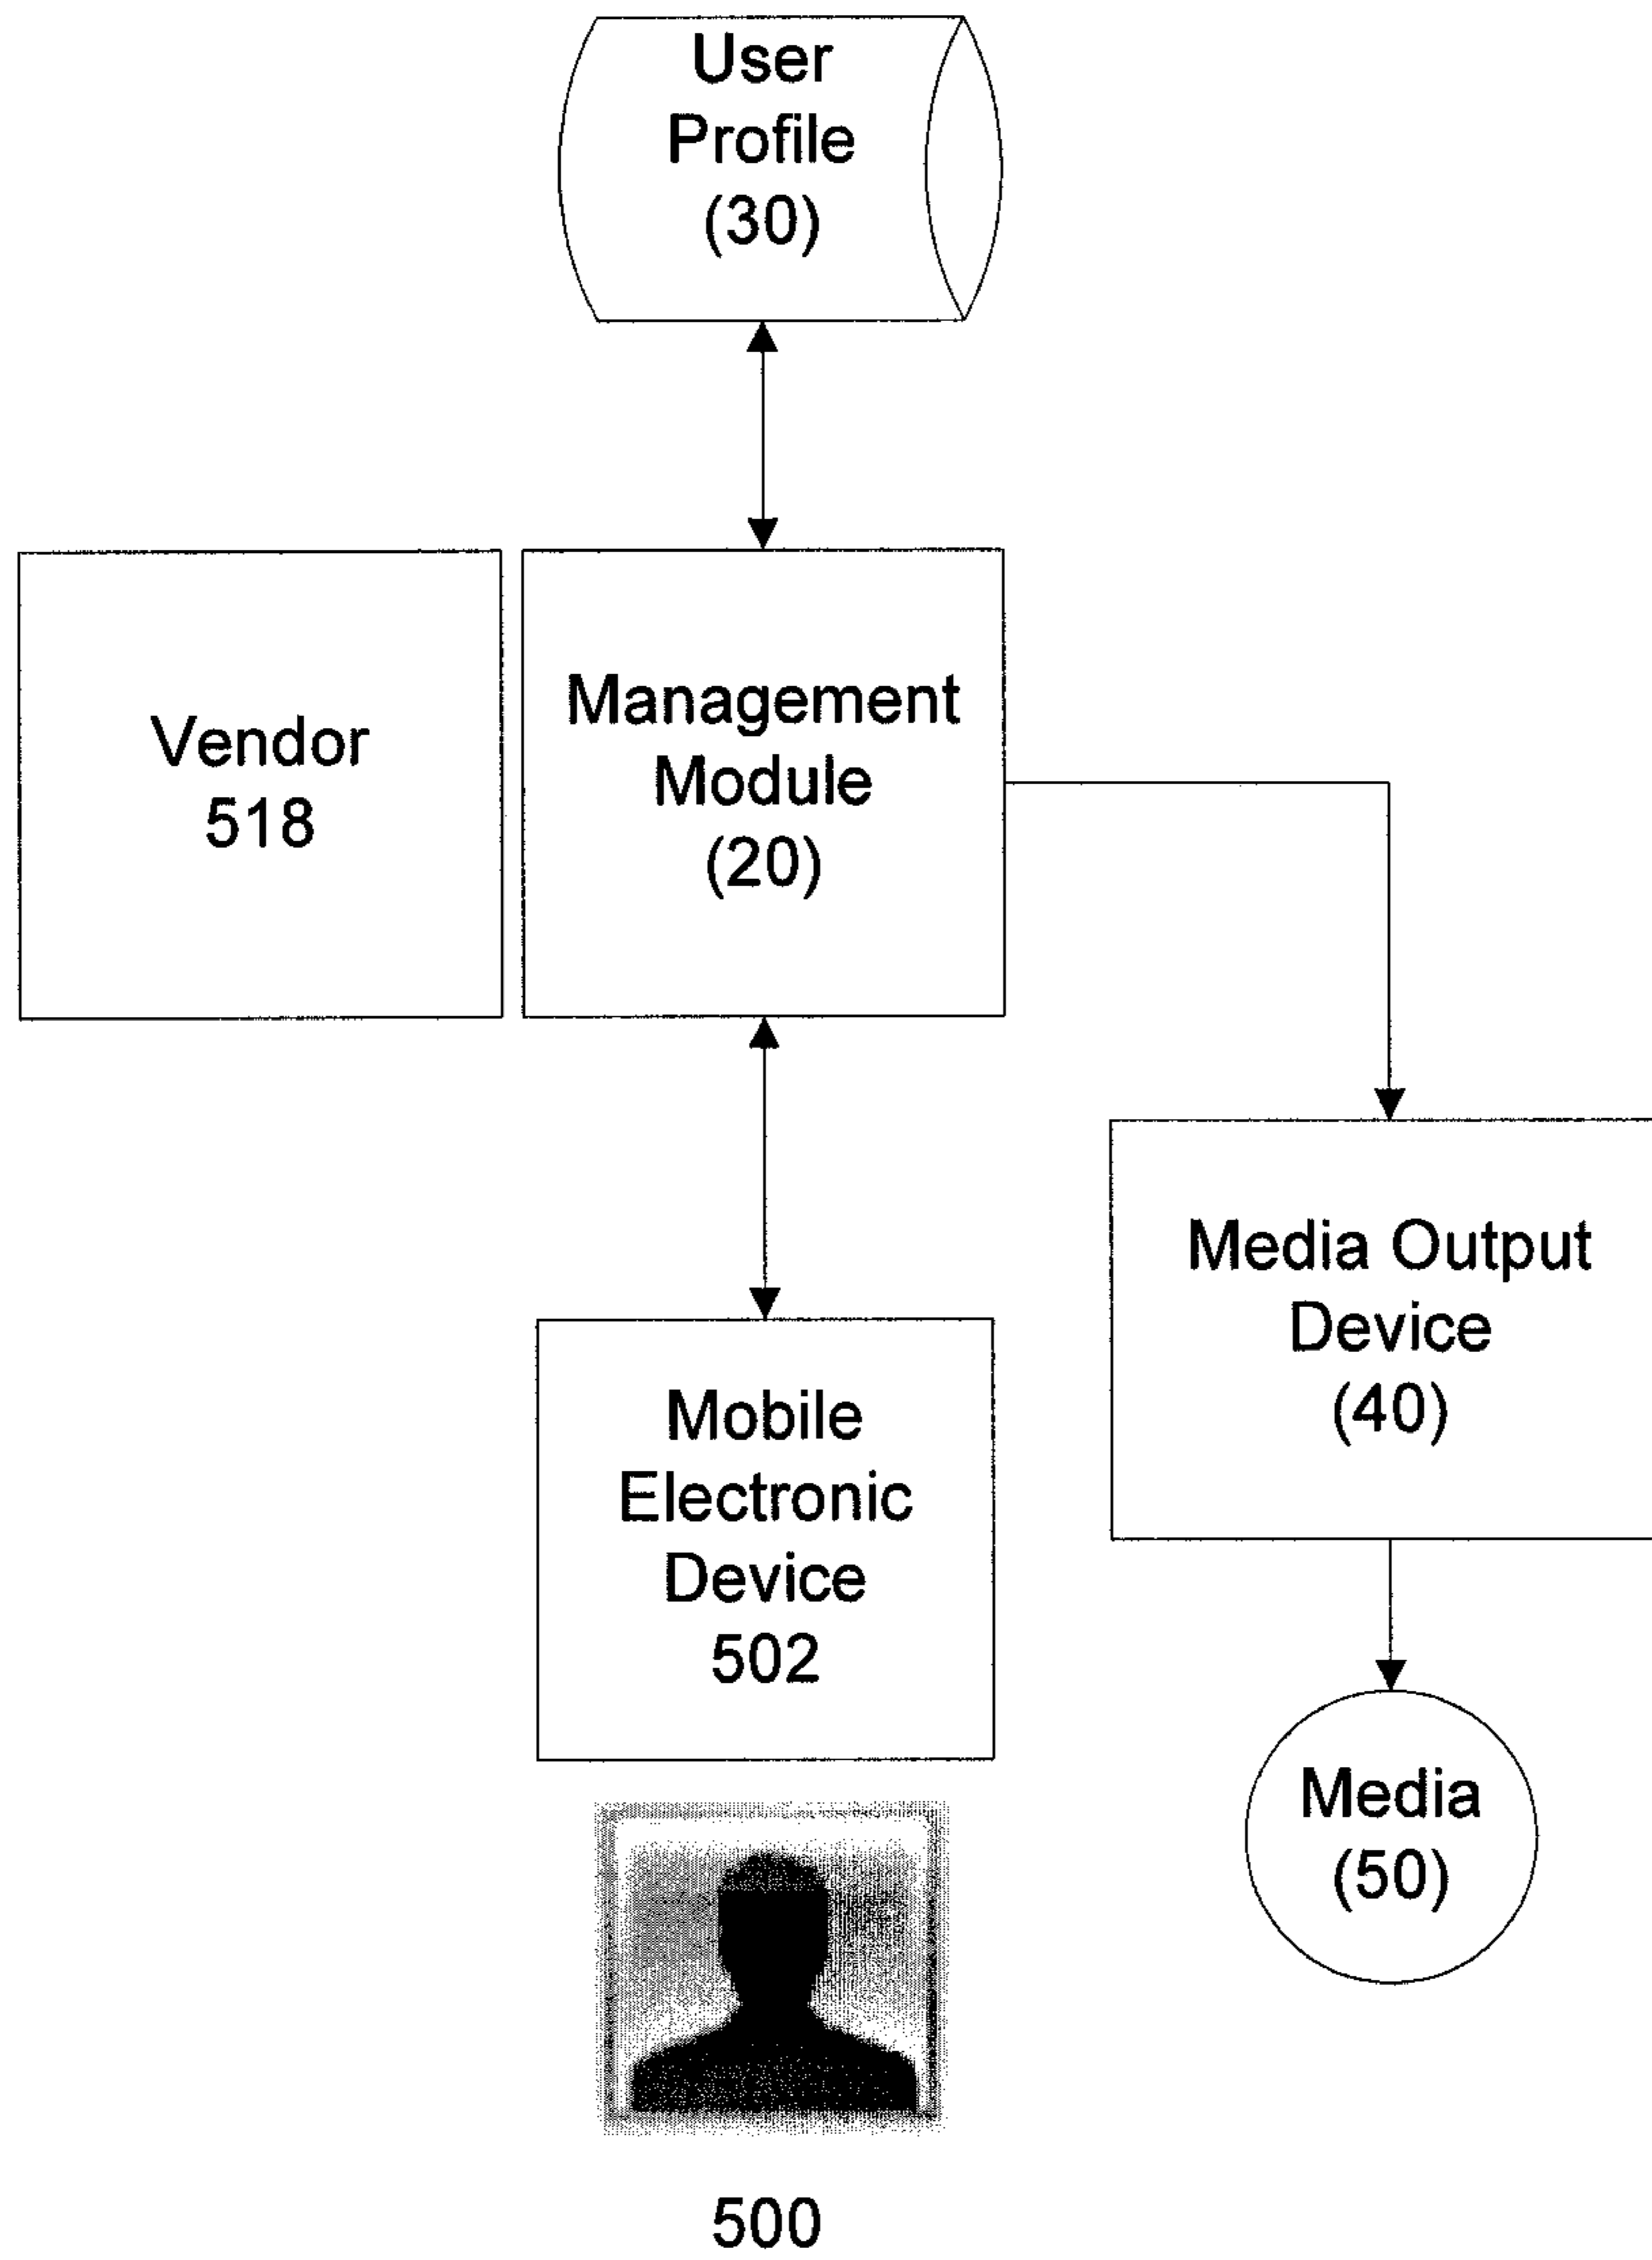 User
Profile
(30)
Vendor
518
Management
Module
(20)
Media Output
Device
(40)
Mobile
Electronic
Device
502
Media
(50)
500